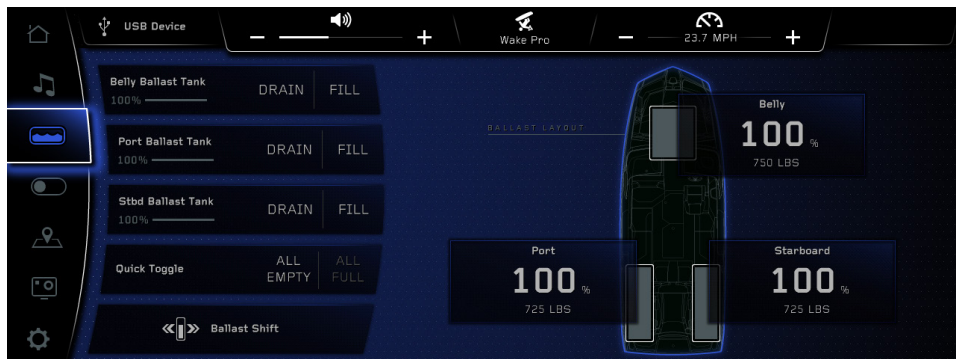 USB Device
Wake Pro
23.7 MPH
Belly Ballast Tank
100%
DRAIN
FILL
Port Ballast Tank
100%
DRAIN
FILL
Stbd Ballast Tank
100%
DRAIN
FILL
Quick Toggle
ALL
EMPTY
ALL
FULL
Ballast Shift
BALLAST LAYOUT
Belly
100 %
750 LBS
Port
100 %
725 LBS
Starboard
100 %
725 LBS